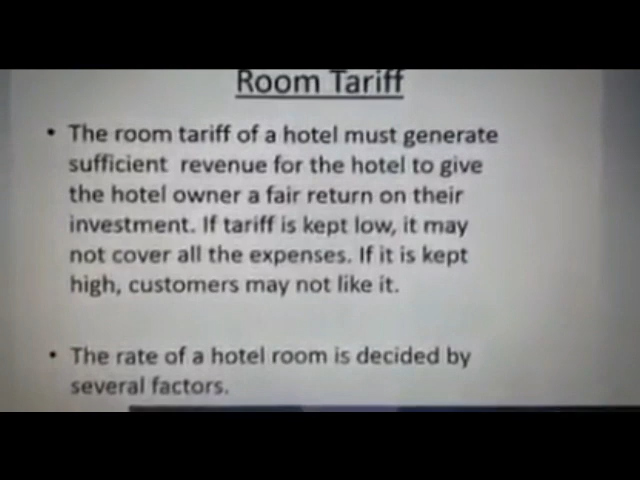 Room Tariff
• The room tariff of a hotel must generate
sufficient revenue for the hotel to give
the hotel owner a fair return on their
investment. If tariff is kept low, it may
not cover all the expenses. If it is kept
high, customers may not like it.
• The rate of a hotel room is decided by
several factors.